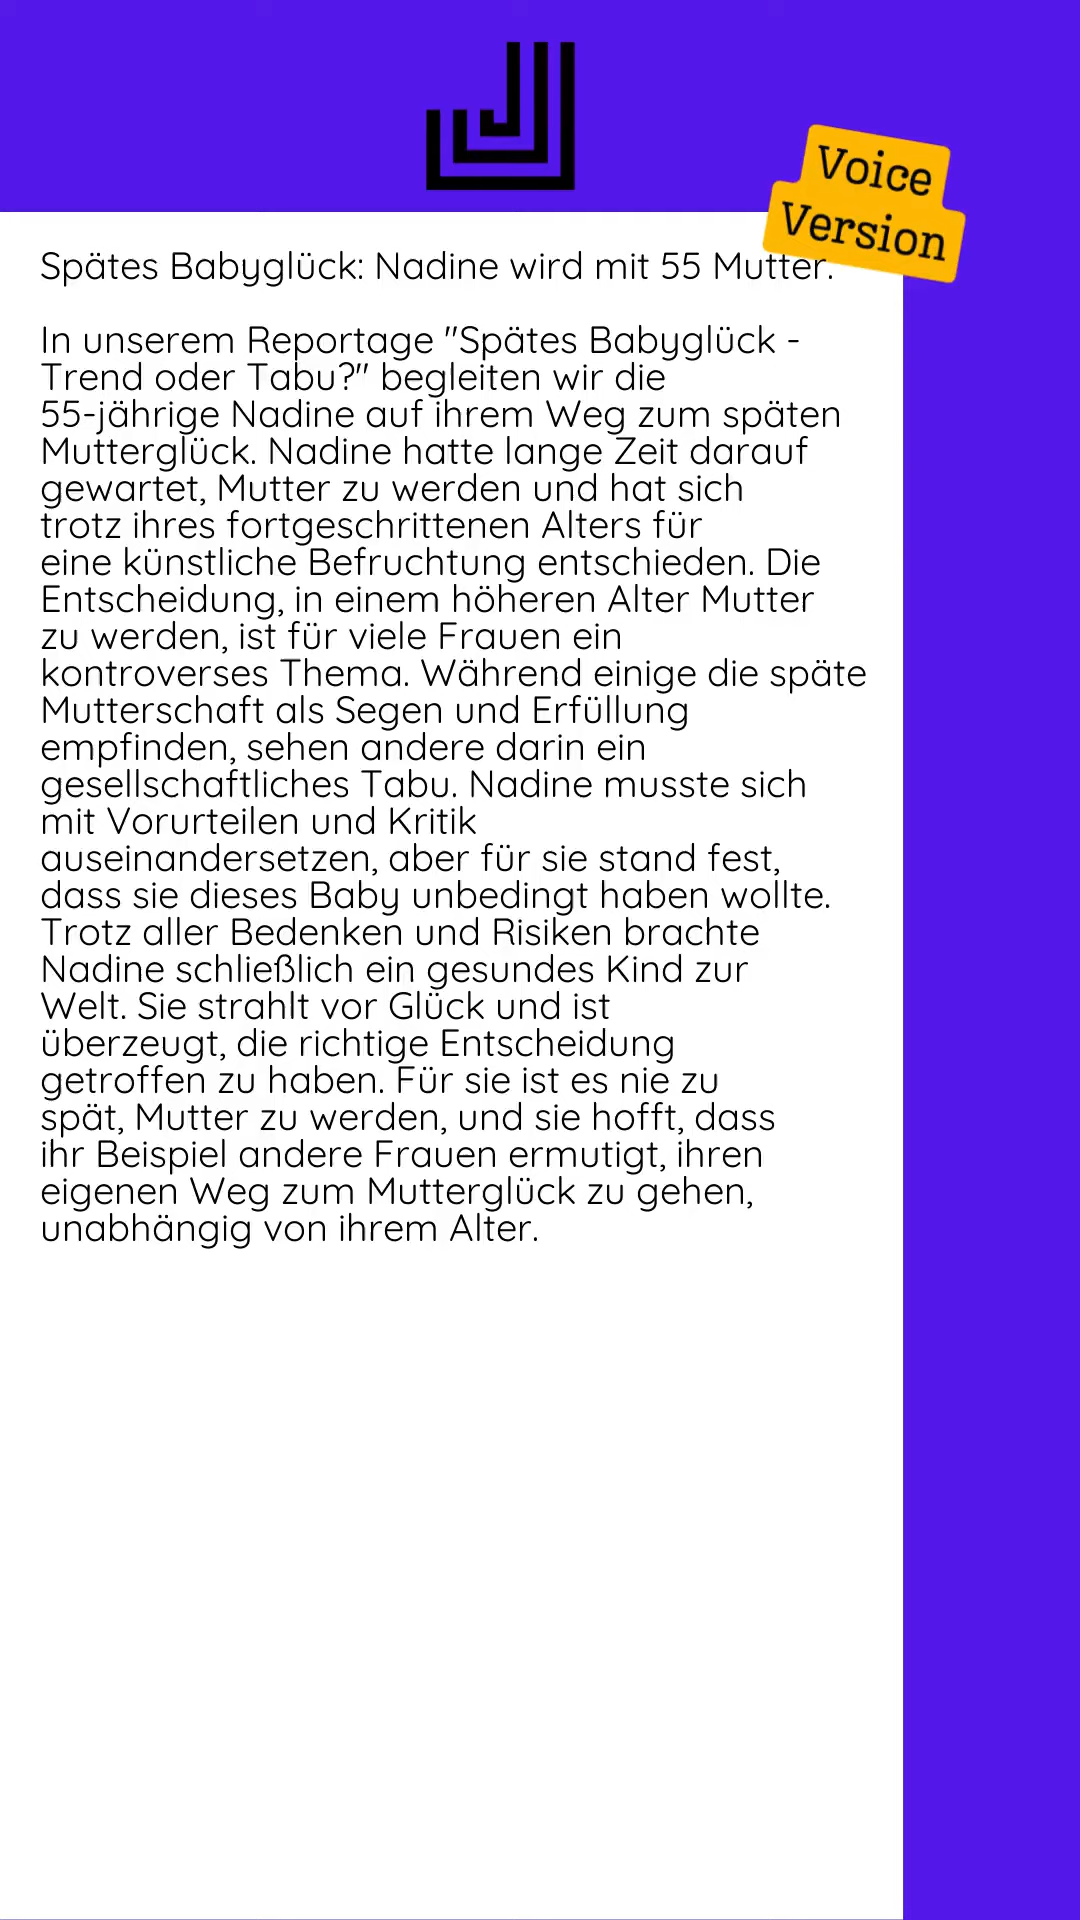 Voice
Version
Spätes Babyglück: Nadine wird mit 55 Mutter.
In unserem Reportage "Spätes Babyglück -
Trend oder Tabu?" begleiten wir die
55-jährige Nadine auf ihrem Weg zum späten
Mutterglück. Nadine hatte lange Zeit darauf
gewartet, Mutter zu werden und hat sich
trotz ihres fortgeschrittenen Alters für
eine künstliche Befruchtung entschieden. Die
Entscheidung, in einem höheren Alter Mutter
zu werden, ist für viele Frauen ein
kontroverses Thema. Während einige die späte
Mutterschaft als Segen und Erfüllung
empfinden, sehen andere darin ein
gesellschaftliches Tabu. Nadine musste sich
mit Vorurteilen und Kritik
auseinandersetzen, aber für sie stand fest,
dass sie dieses Baby unbedingt haben wollte.
Trotz aller Bedenken und Risiken brachte
Nadine schließlich ein gesundes Kind zur
Welt. Sie strahlt vor Glück und ist
überzeugt, die richtige Entscheidung
getroffen zu haben. Für sie ist es nie zu
spät, Mutter zu werden, und sie hofft, dass
ihr Beispiel andere Frauen ermutigt, ihren
eigenen Weg zum Mutterglück zu gehen,
unabhängig von ihrem Alter.